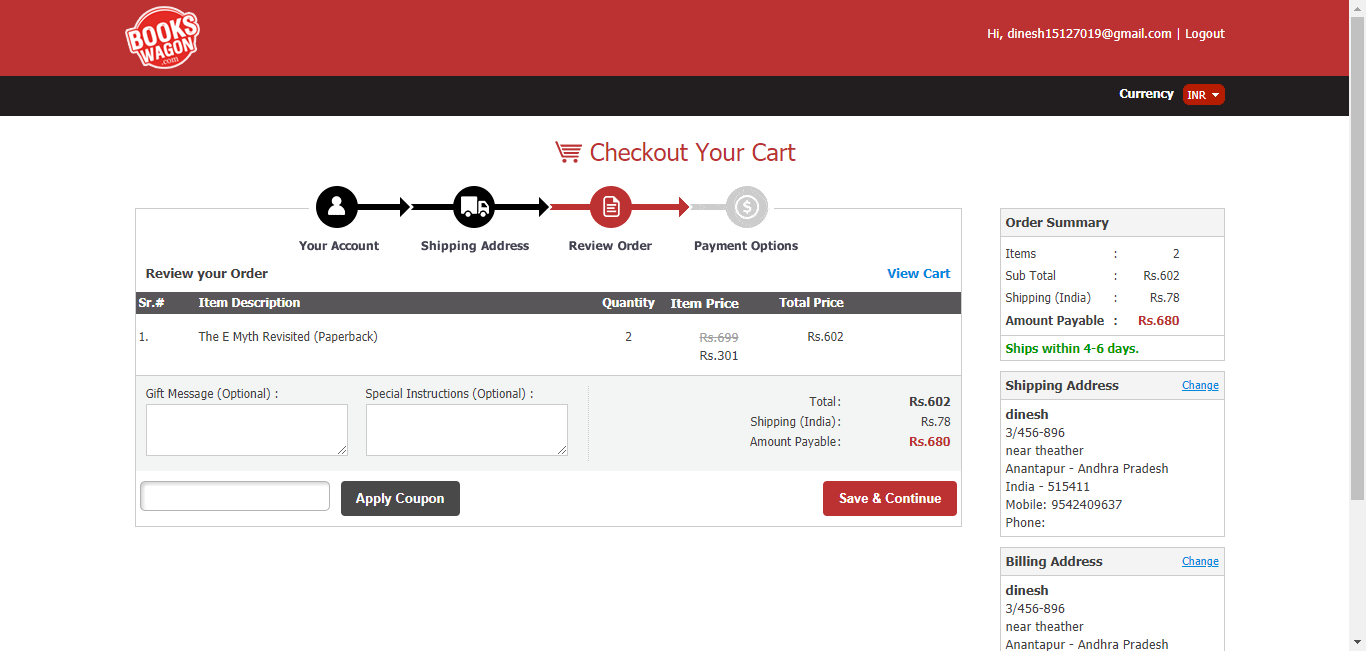 BOOKS
WAGON
.com
Hi, dinesh15127019@gmail.com | Logout
Currency INR
Checkout Your Cart
Your Account Shipping Address Review Order Payment Options
Review your Order View Cart
Sr.# Item Description Quantity Item Price Total Price
1. The E Myth Revisited (Paperback) 2 Rs.699 Rs.602
Rs.301
Gift Message (Optional) : Special Instructions (Optional) :
Total: Rs.602
Shipping (India): Rs.78
Amount Payable: Rs.680
Apply Coupon Save & Continue
Order Summary
Items : 2
Sub Total : Rs.602
Shipping (India) : Rs.78
Amount Payable : Rs.680
Ships within 4-6 days.
Shipping Address Change
dinesh
3/456-896
near theather
Anantapur - Andhra Pradesh
India - 515411
Mobile: 9542409637
Phone:
Billing Address Change
dinesh
3/456-896
near theather
Anantapur - Andhra Pradesh